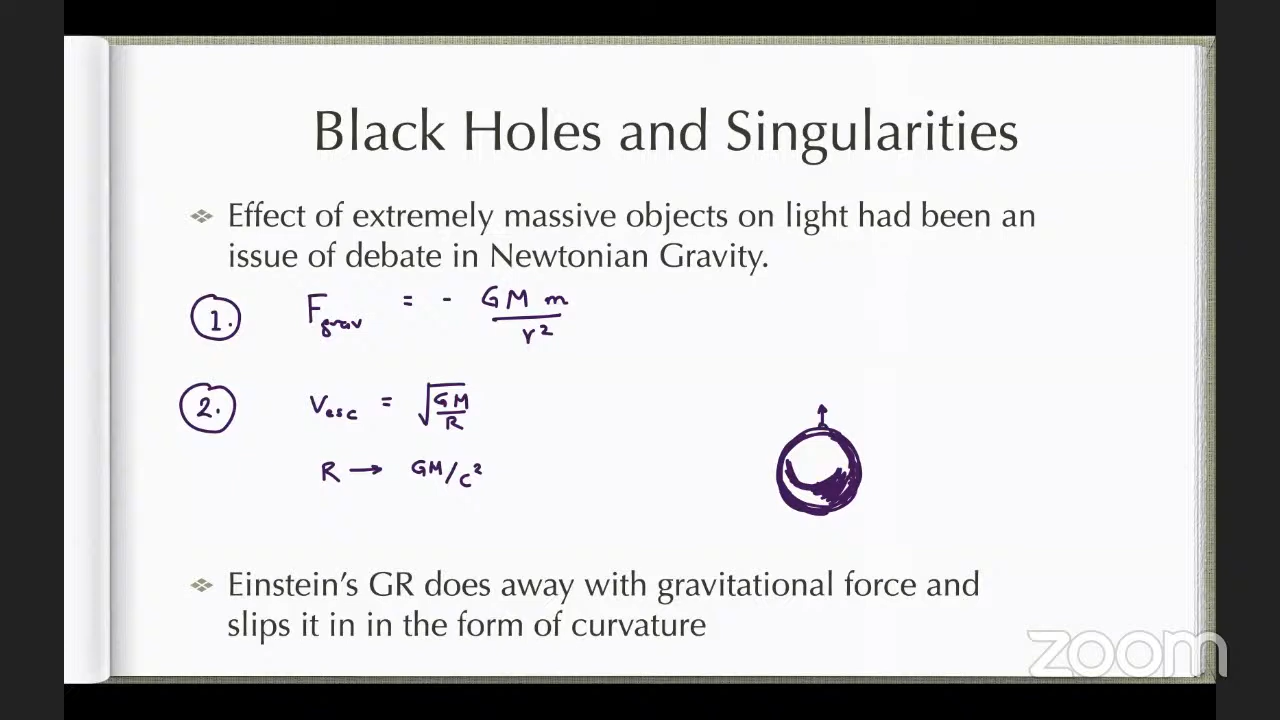 Black Holes and Singularities
Effect of extremely massive objects on light had been an
issue of debate in Newtonian Gravity.
1. F_grav = - GMm / r²
2. V_esc = √(GM / R)
R → GM/c²
Einstein's GR does away with gravitational force and
slips it in in the form of curvature
zoom